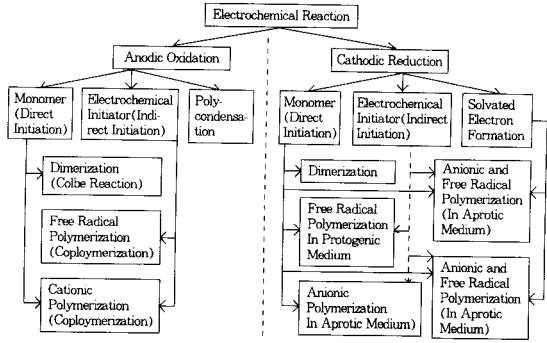 Electrochemical Reaction
Anodic Oxidation
Cathodic Reduction
Monomer
(Direct
Initiation)
Electrochemical
Initiator(Indi-
rect Initiation)
Poly-
condensa-
tion
Monomer
(Direct
Initiation)
Electrochemical
Initiator(Indirect
Initiation)
Solvated
Electron
Formation
Dimerization
(Colbe Reaction)
Free Radical
Polymerization
(Coploymerization)
Cationic
Polymerization
(Coploymerization)
Dimerization
Free Radical
Polymerization
In Protogenic
Medium
Anionic
Polymerization
In Aprotic Medium)
Anionic and
Free Radical
Polymerization
(In Aprotic
Medium)
Anionic and
Free Radical
Polymerization
(In Aprotic
Medium)